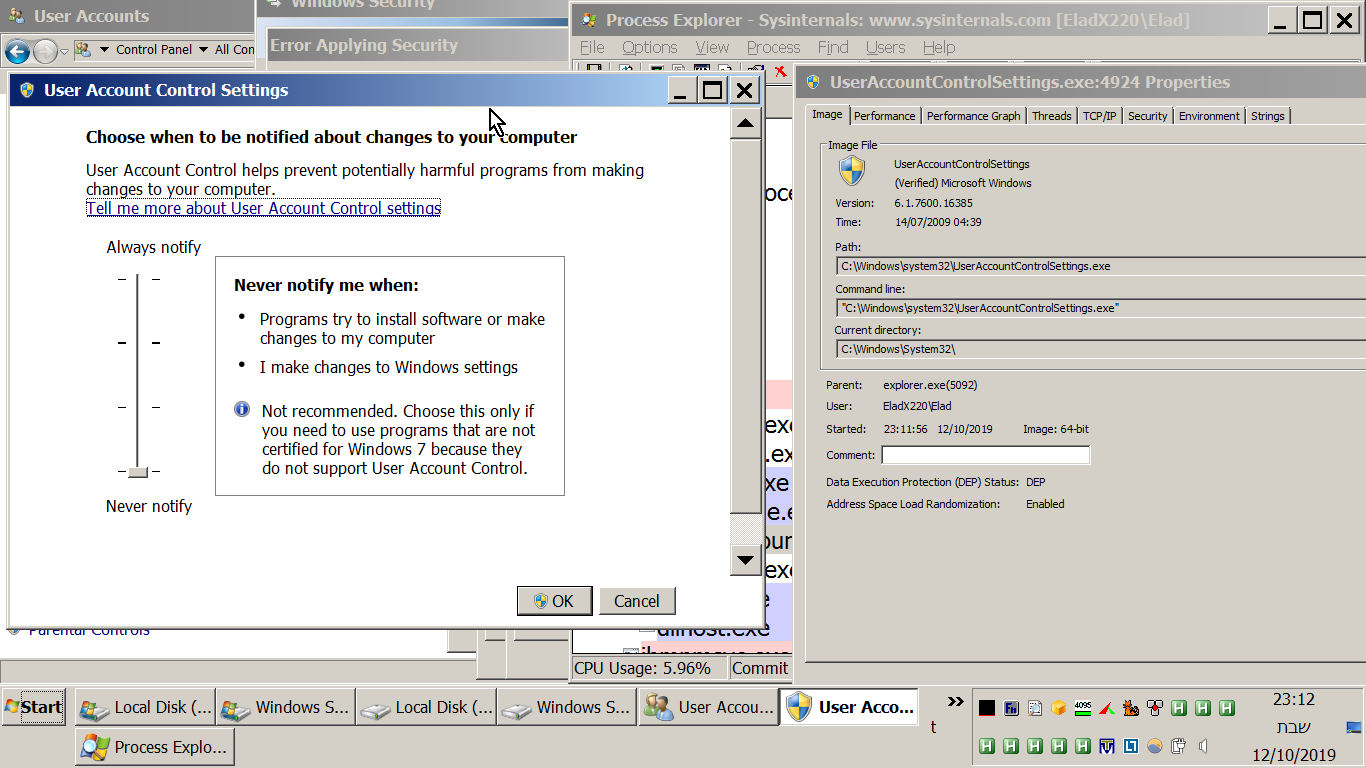 User Accounts
Control Panel
All Con
Parental Controls
Windows Security
Error Applying Security
User Account Control Settings
Choose when to be notified about changes to your computer
User Account Control helps prevent potentially harmful programs from making
changes to your computer.
Tell me more about User Account Control settings
Always notify
Never notify me when:
• Programs try to install software or make
changes to my computer
• I make changes to Windows settings
Not recommended. Choose this only if
you need to use programs that are not
certified for Windows 7 because they
do not support User Account Control.
Never notify
OK
Cancel
Process Explorer - Sysinternals: www.sysinternals.com [EladX220\Elad]
File Options View Process Find Users Help
dllhost.exe
CPU Usage: 5.96%
Commit
UserAccountControlSettings.exe:4924 Properties
Image Performance Performance Graph Threads TCP/IP Security Environment Strings
Image File
UserAccountControlSettings
(Verified) Microsoft Windows
Version: 6.1.7600.16385
Time: 14/07/2009 04:39
Path:
C:\Windows\system32\UserAccountControlSettings.exe
Command line:
"C:\Windows\system32\UserAccountControlSettings.exe"
Current directory:
C:\Windows\System32\
Parent: explorer.exe(5092)
User: EladX220\Elad
Started: 23:11:56 12/10/2019 Image: 64-bit
Comment:
Data Execution Protection (DEP) Status: DEP
Address Space Load Randomization: Enabled
Start
Local Disk (...
Windows S...
Local Disk (...
Windows S...
User Accou...
User Acco...
Process Explo...
t
4095
23:12
שבת
12/10/2019